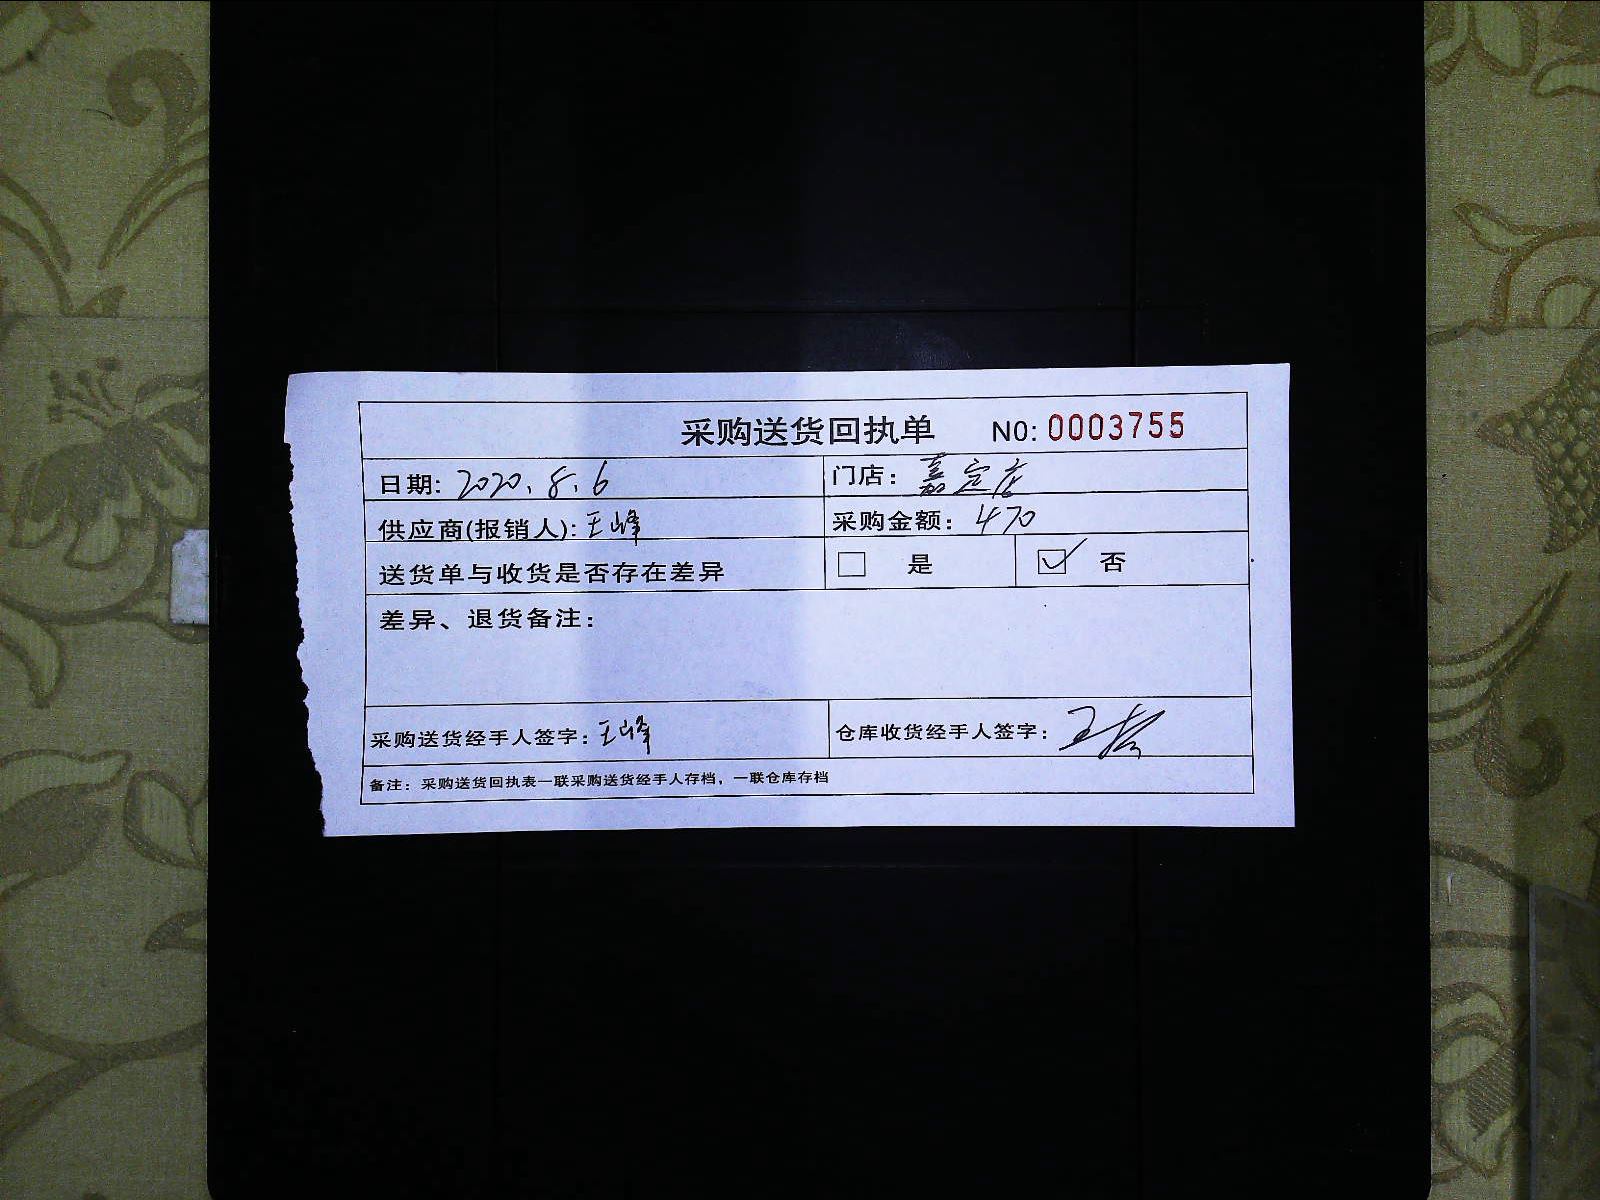 采购送货回执单 N0: 0003755
日期: 2020.8.6 门店: 嘉定店
供应商(报销人): 王峰 采购金额: 470
送货单与收货是否存在差异 □ 是 ☑ 否
差异、退货备注:
采购送货经手人签字: 王峰 仓库收货经手人签字: 王
备注: 采购送货回执表一联采购送货经手人存档，一联仓库存档